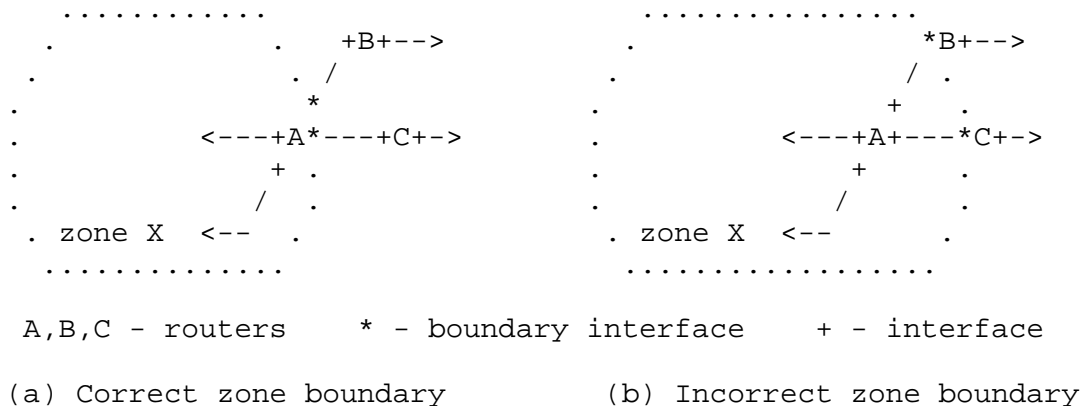 ............                     ................
   .              .    +B+-->        .                  *B+-->
  .                . /              .                  / .
 .                  *              .                 +    .
 .            <---+A*---+C+->      .            <---+A+---*C+->
 .                + .              .                +      .
 .               /  .              .               /       .
  . zone X  <--   .                . zone X  <--         .
   ..............                   ..................
A,B,C - routers * - boundary interface + - interface
(a) Correct zone boundary (b) Incorrect zone boundary